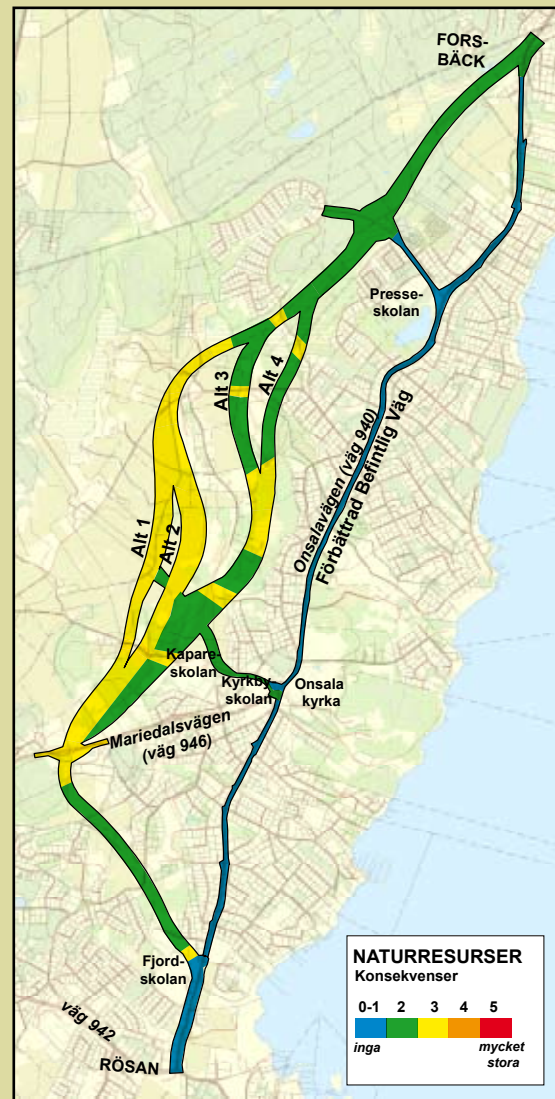 FORS-
BÄCK
Presse-
skolan
Alt 3
Alt 4
Onsalavägen (väg 940)
Förbättrad Befintlig Väg
Alt 1
Alt 2
Kapare-
skolan
Kyrkby-
skolan
Onsala
kyrka
Mariedalsvägen
(väg 946)
Fjord-
skolan
väg 942
RÖSAN
NATURRESURSER
Konsekvenser
0-1 2 3 4 5
inga mycket
stora